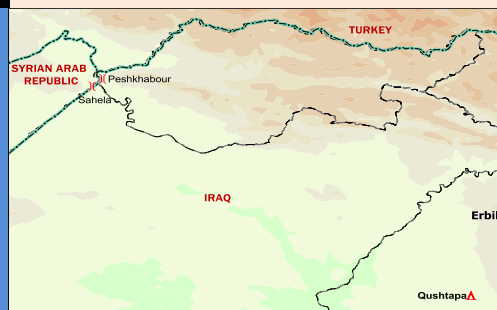 TURKEY
SYRIAN ARAB
REPUBLIC
Peshkhabour
Sahela
IRAQ
Erbil
Qushtapa